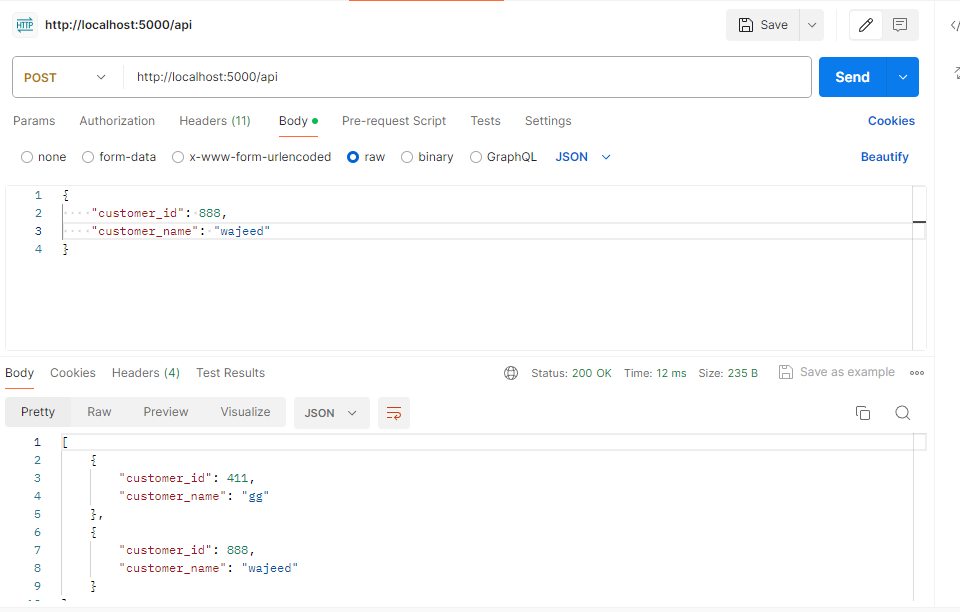 HTTP http://localhost:5000/api Save
POST http://localhost:5000/api Send
Params Authorization Headers (11) Body Pre-request Script Tests Settings Cookies
none form-data x-www-form-urlencoded raw binary GraphQL JSON Beautify
1 {
2 "customer_id": 888,
3 "customer_name": "wajeed"
4 }
Body Cookies Headers (4) Test Results Status: 200 OK Time: 12 ms Size: 235 B Save as example
Pretty Raw Preview Visualize JSON
1 [
2 {
3 "customer_id": 411,
4 "customer_name": "gg"
5 },
6 {
7 "customer_id": 888,
8 "customer_name": "wajeed"
9 }